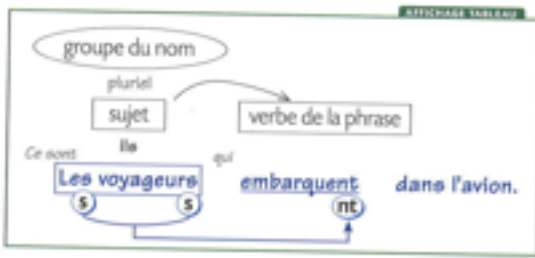 AFFICHAGE TABLEAU
groupe du nom
pluriel
sujet verbe de la phrase
ils
Ce sont qui
Les voyageurs embarquent dans l'avion.
s s nt